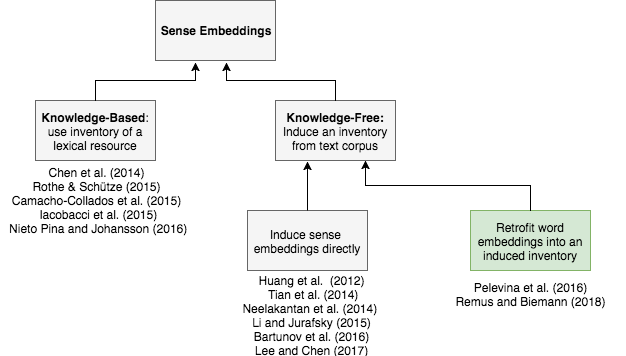 Sense Embeddings
Knowledge-Based:
use inventory of a
lexical resource
Chen et al. (2014)
Rothe & Schütze (2015)
Camacho-Collados et al. (2015)
Iacobacci et al. (2015)
Nieto Pina and Johansson (2016)
Knowledge-Free:
Induce an inventory
from text corpus
Induce sense
embeddings directly
Huang et al. (2012)
Tian et al. (2014)
Neelakantan et al. (2014)
Li and Jurafsky (2015)
Bartunov et al. (2016)
Lee and Chen (2017)
Retrofit word
embeddings into an
induced inventory
Pelevina et al. (2016)
Remus and Biemann (2018)